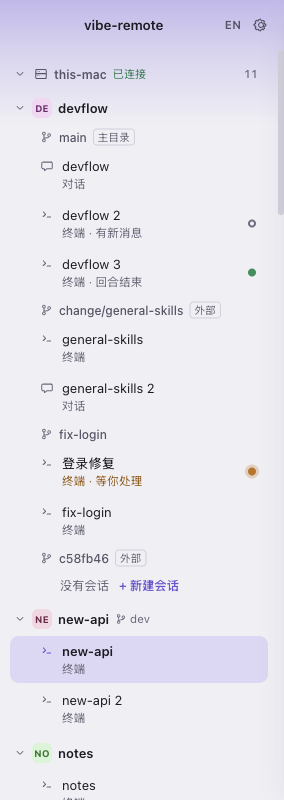 vibe-remote EN
this-mac 已连接 11
DE devflow
main 主目录
devflow
对话
devflow 2
终端 · 有新消息
devflow 3
终端 · 回合结束
change/general-skills 外部
general-skills
终端
general-skills 2
对话
fix-login
登录修复
终端 · 等你处理
fix-login
终端
c58fb46 外部
没有会话 + 新建会话
NE new-api dev
new-api
终端
new-api 2
终端
NO notes
notes
终端